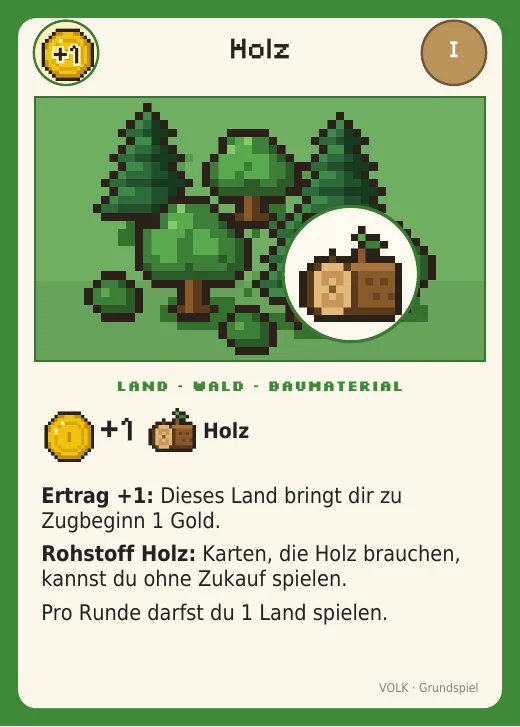 +1
Holz
I
LAND - WALD - BAUMATERIAL
+1 Holz
Ertrag +1: Dieses Land bringt dir zu
Zugbeginn 1 Gold.
Rohstoff Holz: Karten, die Holz brauchen,
kannst du ohne Zukauf spielen.
Pro Runde darfst du 1 Land spielen.
VOLK · Grundspiel